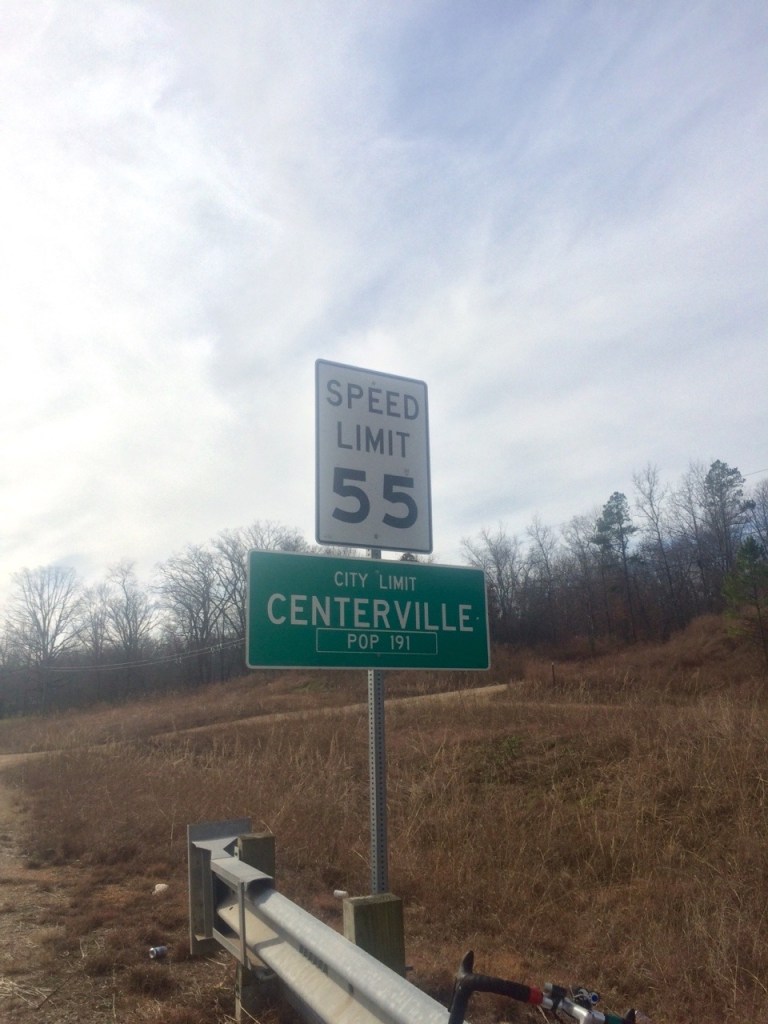 SPEED
LIMIT
55
CITY LIMIT
CENTERVILLE
POP 191